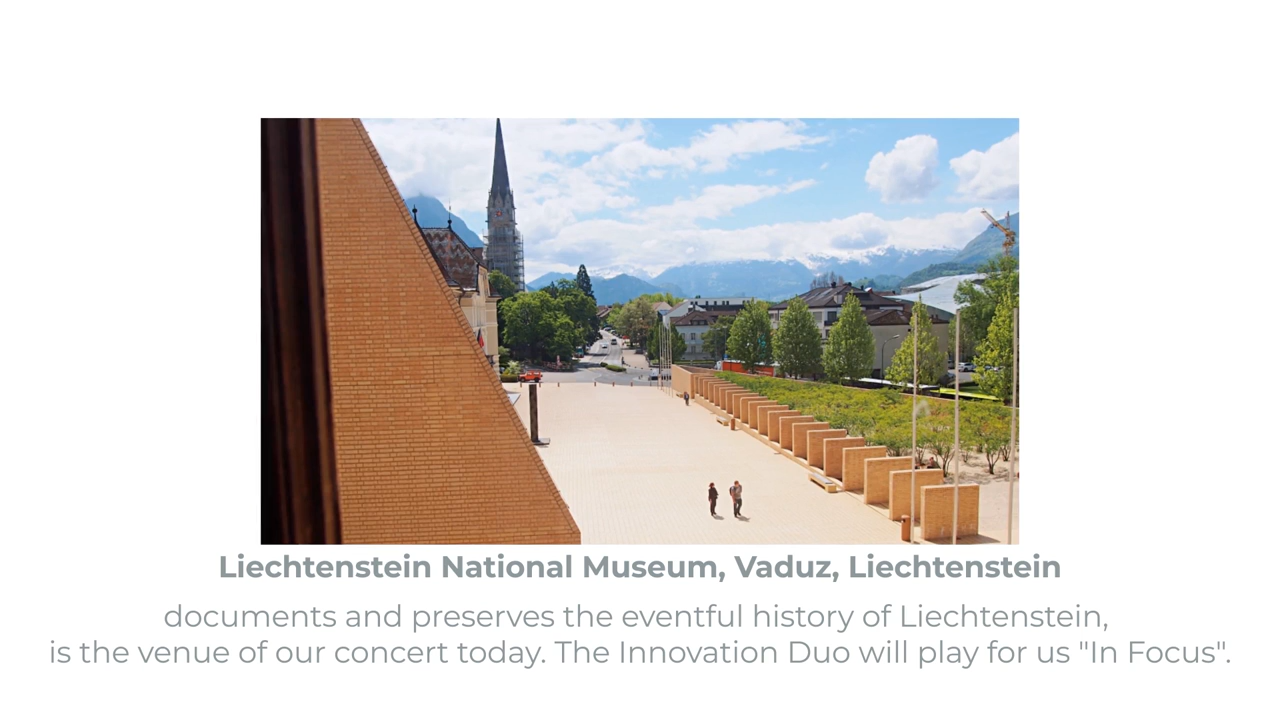 Liechtenstein National Museum, Vaduz, Liechtenstein
documents and preserves the eventful history of Liechtenstein,
is the venue of our concert today. The Innovation Duo will play for us "In Focus".